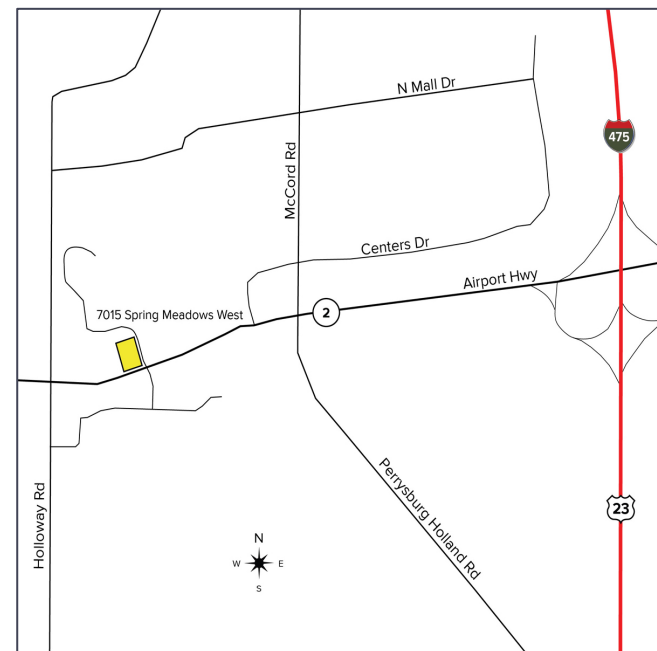 N Mall Dr
475
McCord Rd
Centers Dr
Airport Hwy
7015 Spring Meadows West
2
Perrysburg Holland Rd
23
Holloway Rd
N
W
E
S